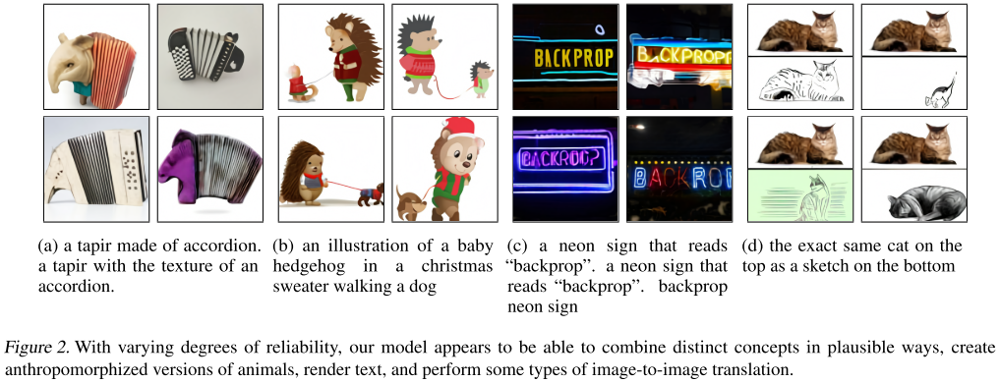 BACKPROP
BACKPROPR
BACKROG?
BACKROT
(a) a tapir made of accordion.
a tapir with the texture of an
accordion.
(b) an illustration of a baby
hedgehog in a christmas
sweater walking a dog
(c) a neon sign that reads
“backprop”. a neon sign that
reads “backprop”. backprop
neon sign
(d) the exact same cat on the
top as a sketch on the bottom
Figure 2. With varying degrees of reliability, our model appears to be able to combine distinct concepts in plausible ways, create
anthropomorphized versions of animals, render text, and perform some types of image-to-image translation.